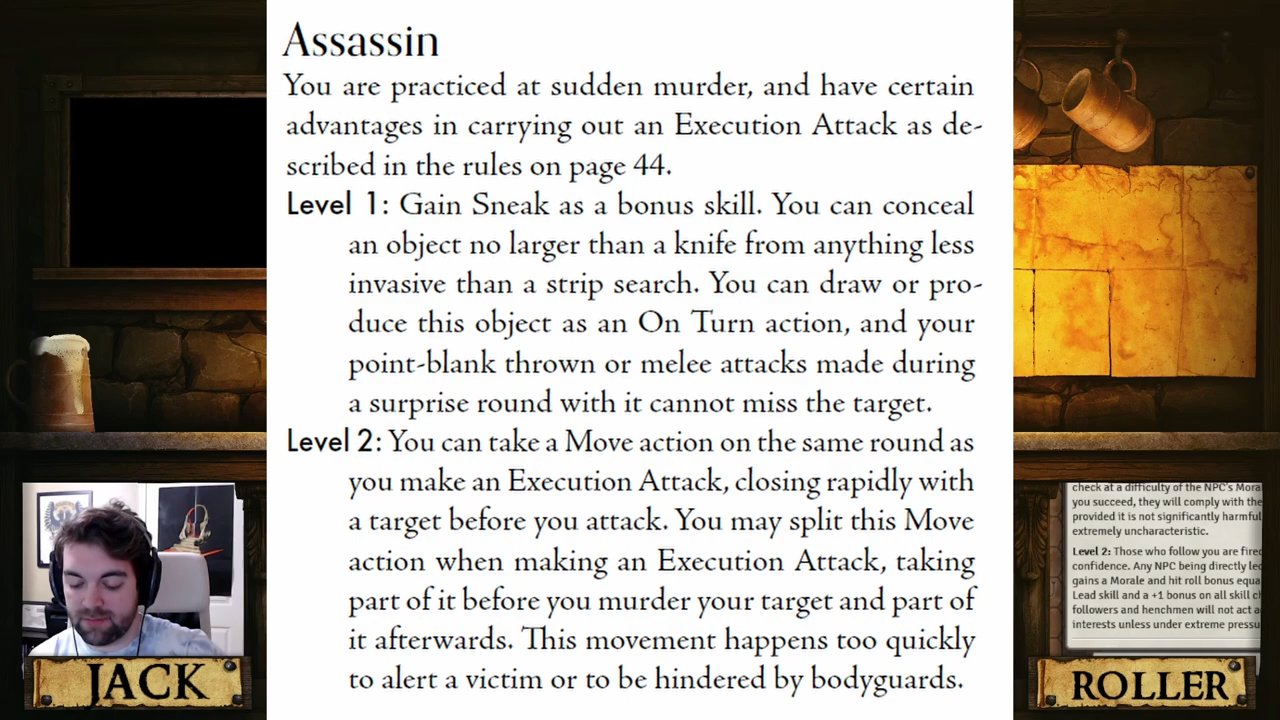 Assassin
You are practiced at sudden murder, and have certain
advantages in carrying out an Execution Attack as de-
scribed in the rules on page 44.
Level 1: Gain Sneak as a bonus skill. You can conceal
an object no larger than a knife from anything less
invasive than a strip search. You can draw or pro-
duce this object as an On Turn action, and your
point-blank thrown or melee attacks made during
a surprise round with it cannot miss the target.
Level 2: You can take a Move action on the same round as
you make an Execution Attack, closing rapidly with
a target before you attack. You may split this Move
action when making an Execution Attack, taking
part of it before you murder your target and part of
it afterwards. This movement happens too quickly
to alert a victim or to be hindered by bodyguards.
JACK
check at a difficulty of the NPC's
you succeed, they will comply with the
provided it is not significantly harmful
extremely uncharacteristic.
Level 2: Those who follow you are
confidence. Any NPC being directly
gains a Morale and hit roll bonus
Lead skill and a +1 bonus on all skill
followers and henchmen will not act
interests unless under extreme
ROLLER